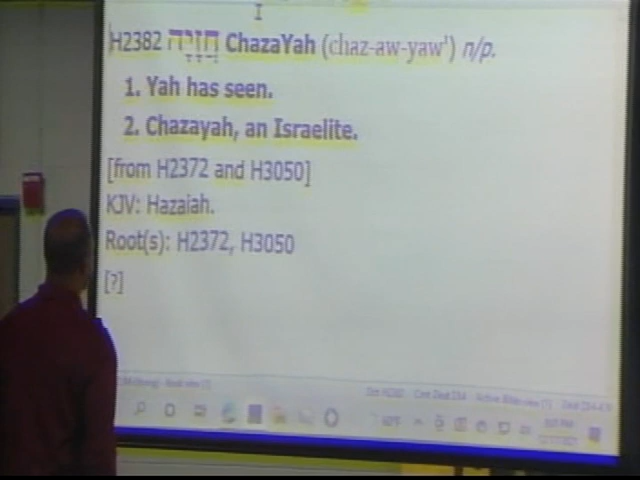 H2382 חֲזָיָה ChazaYah (chaz-aw-yaw') n/p.
1. Yah has seen.
2. Chazayah, an Israelite.
[from H2372 and H3050]
KJV: Hazaiah.
Root(s): H2372, H3050
[?]